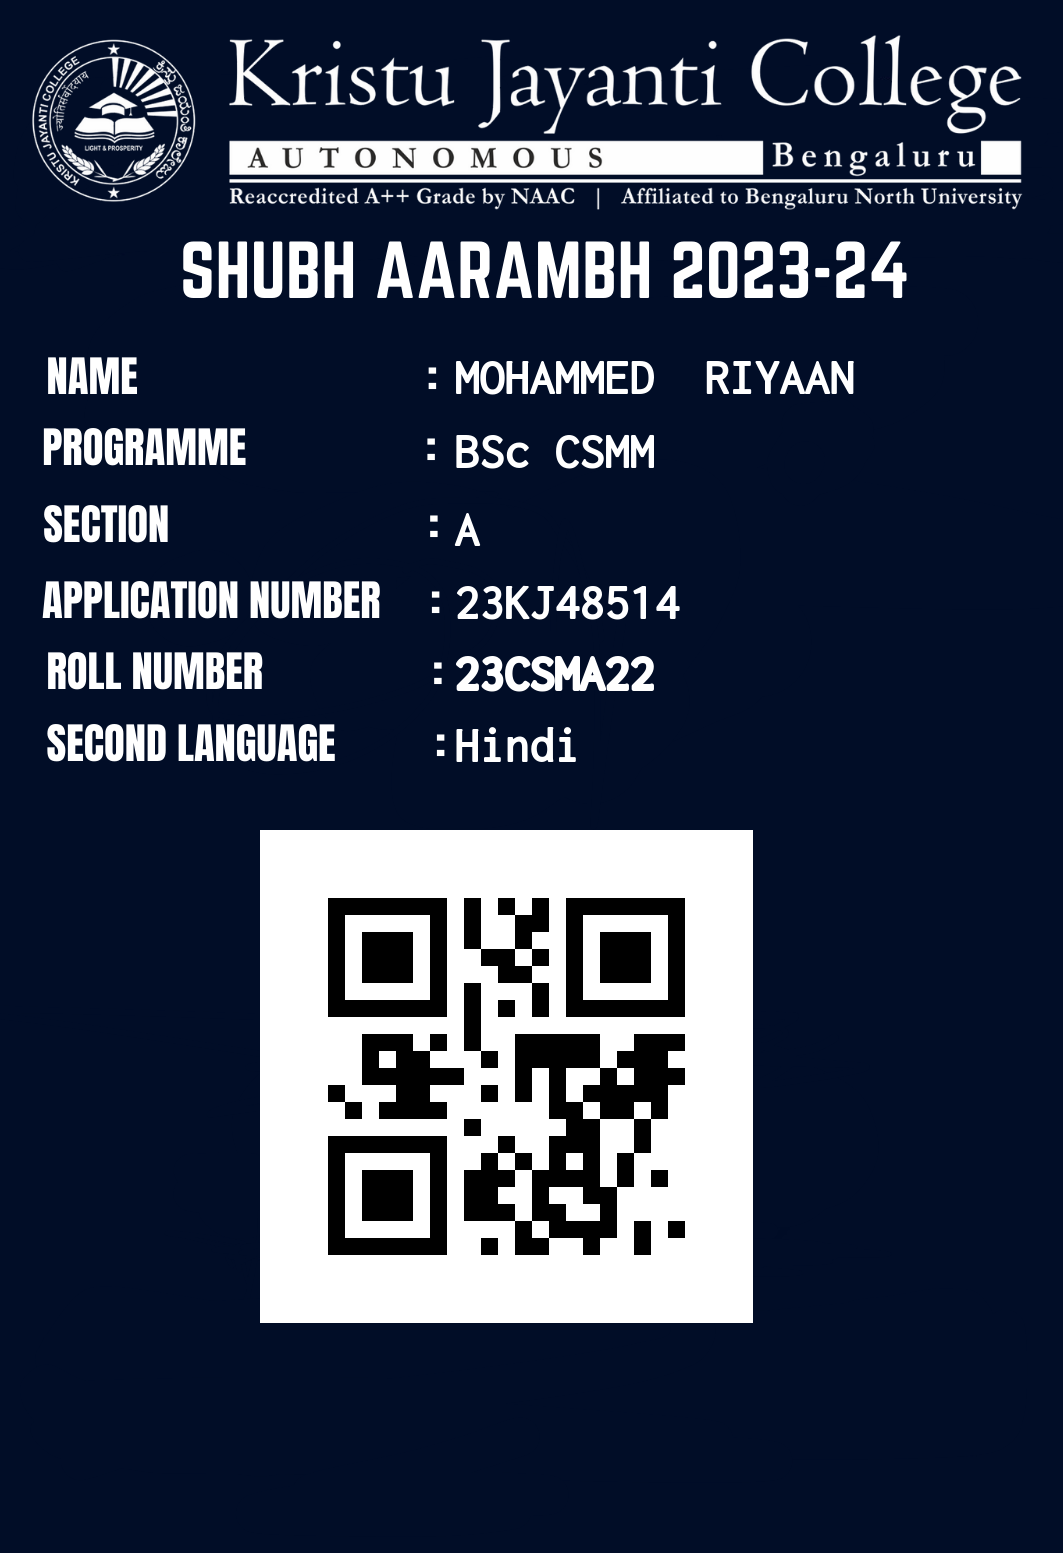 Kristu Jayanti College
AUTONOMOUS Bengaluru
Reaccredited A++ Grade by NAAC | Affiliated to Bengaluru North University
KRISTU JAYANTI COLLEGE
LIGHT & PROSPERITY
SHUBH AARAMBH 2023-24
NAME : MOHAMMED RIYAAN
PROGRAMME : BSc CSMM
SECTION : A
APPLICATION NUMBER : 23KJ48514
ROLL NUMBER : 23CSMA22
SECOND LANGUAGE : Hindi